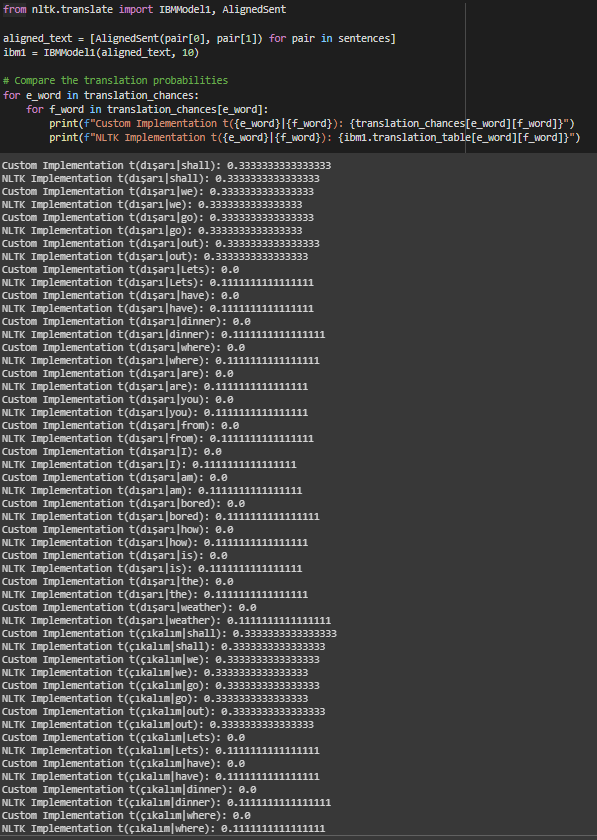 from nltk.translate import IBMModel1, AlignedSent
aligned_text = [AlignedSent(pair[0], pair[1]) for pair in sentences]
ibm1 = IBMModel1(aligned_text, 10)
# Compare the translation probabilities
for e_word in translation_chances:
    for f_word in translation_chances[e_word]:
        print(f"Custom Implementation t({e_word}|{f_word}): {translation_chances[e_word][f_word]}")
        print(f"NLTK Implementation t({e_word}|{f_word}): {ibm1.translation_table[e_word][f_word]}")
Custom Implementation t(dışarı|shall): 0.3333333333333333
NLTK Implementation t(dışarı|shall): 0.333333333333333
Custom Implementation t(dışarı|we): 0.3333333333333333
NLTK Implementation t(dışarı|we): 0.333333333333333
Custom Implementation t(dışarı|go): 0.3333333333333333
NLTK Implementation t(dışarı|go): 0.333333333333333
Custom Implementation t(dışarı|out): 0.3333333333333333
NLTK Implementation t(dışarı|out): 0.333333333333333
Custom Implementation t(dışarı|Lets): 0.0
NLTK Implementation t(dışarı|Lets): 0.1111111111111111
Custom Implementation t(dışarı|have): 0.0
NLTK Implementation t(dışarı|have): 0.1111111111111111
Custom Implementation t(dışarı|dinner): 0.0
NLTK Implementation t(dışarı|dinner): 0.1111111111111111
Custom Implementation t(dışarı|where): 0.0
NLTK Implementation t(dışarı|where): 0.1111111111111111
Custom Implementation t(dışarı|are): 0.0
NLTK Implementation t(dışarı|are): 0.1111111111111111
Custom Implementation t(dışarı|you): 0.0
NLTK Implementation t(dışarı|you): 0.1111111111111111
Custom Implementation t(dışarı|from): 0.0
NLTK Implementation t(dışarı|from): 0.1111111111111111
Custom Implementation t(dışarı|I): 0.0
NLTK Implementation t(dışarı|I): 0.1111111111111111
Custom Implementation t(dışarı|am): 0.0
NLTK Implementation t(dışarı|am): 0.1111111111111111
Custom Implementation t(dışarı|bored): 0.0
NLTK Implementation t(dışarı|bored): 0.1111111111111111
Custom Implementation t(dışarı|how): 0.0
NLTK Implementation t(dışarı|how): 0.1111111111111111
Custom Implementation t(dışarı|is): 0.0
NLTK Implementation t(dışarı|is): 0.1111111111111111
Custom Implementation t(dışarı|the): 0.0
NLTK Implementation t(dışarı|the): 0.1111111111111111
Custom Implementation t(dışarı|weather): 0.0
NLTK Implementation t(dışarı|weather): 0.1111111111111111
Custom Implementation t(çıkalım|shall): 0.3333333333333333
NLTK Implementation t(çıkalım|shall): 0.333333333333333
Custom Implementation t(çıkalım|we): 0.3333333333333333
NLTK Implementation t(çıkalım|we): 0.333333333333333
Custom Implementation t(çıkalım|go): 0.3333333333333333
NLTK Implementation t(çıkalım|go): 0.333333333333333
Custom Implementation t(çıkalım|out): 0.3333333333333333
NLTK Implementation t(çıkalım|out): 0.333333333333333
Custom Implementation t(çıkalım|Lets): 0.0
NLTK Implementation t(çıkalım|Lets): 0.1111111111111111
Custom Implementation t(çıkalım|have): 0.0
NLTK Implementation t(çıkalım|have): 0.1111111111111111
Custom Implementation t(çıkalım|dinner): 0.0
NLTK Implementation t(çıkalım|dinner): 0.1111111111111111
Custom Implementation t(çıkalım|where): 0.0
NLTK Implementation t(çıkalım|where): 0.1111111111111111